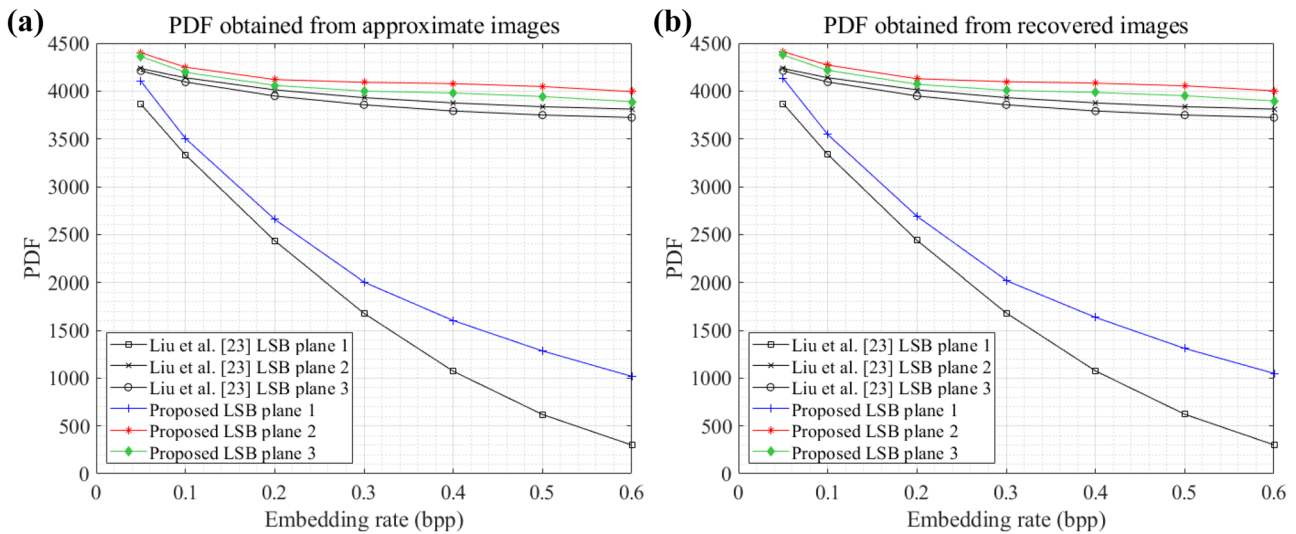 (a)
PDF obtained from approximate images
4500
4000
3500
3000
2500
2000
1500
1000
500
0
PDF
Liu et al. [23] LSB plane 1
Liu et al. [23] LSB plane 2
Liu et al. [23] LSB plane 3
Proposed LSB plane 1
Proposed LSB plane 2
Proposed LSB plane 3
0 0.1 0.2 0.3 0.4 0.5 0.6
Embedding rate (bpp)
(b)
PDF obtained from recovered images
4500
4000
3500
3000
2500
2000
1500
1000
500
0
PDF
Liu et al. [23] LSB plane 1
Liu et al. [23] LSB plane 2
Liu et al. [23] LSB plane 3
Proposed LSB plane 1
Proposed LSB plane 2
Proposed LSB plane 3
0 0.1 0.2 0.3 0.4 0.5 0.6
Embedding rate (bpp)